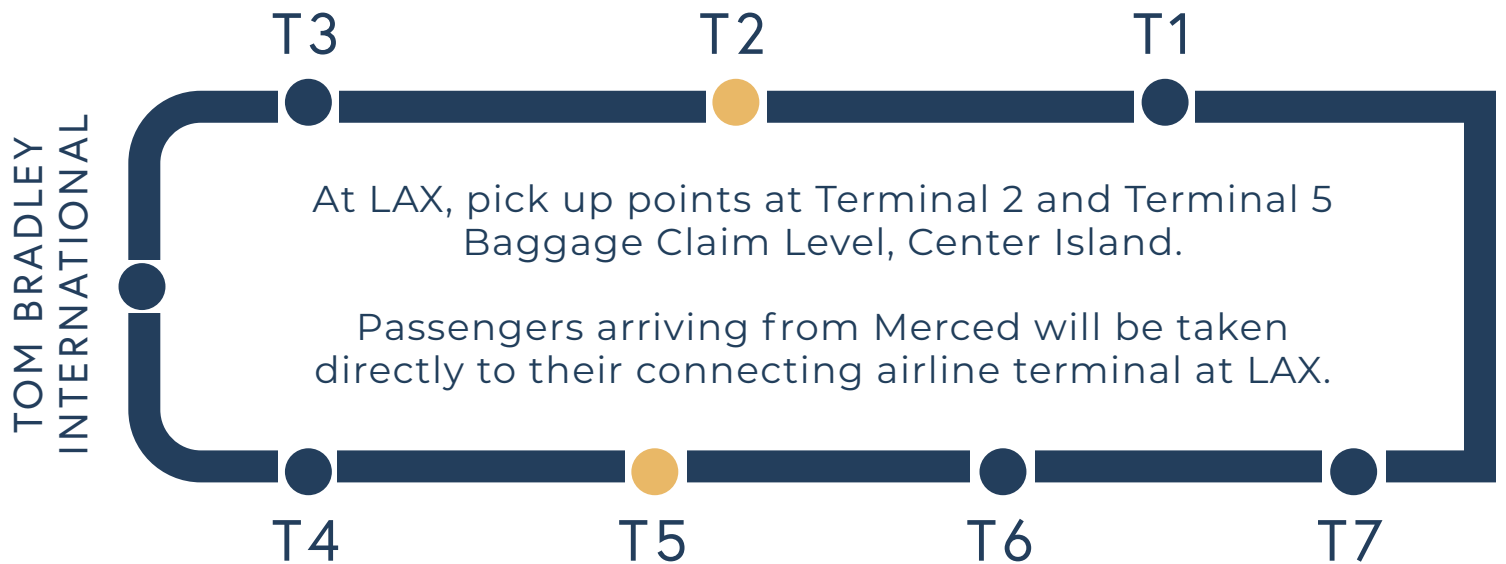 T3
T2
T1
TOM BRADLEY
INTERNATIONAL
At LAX, pick up points at Terminal 2 and Terminal 5
Baggage Claim Level, Center Island.
Passengers arriving from Merced will be taken
directly to their connecting airline terminal at LAX.
T4
T5
T6
T7